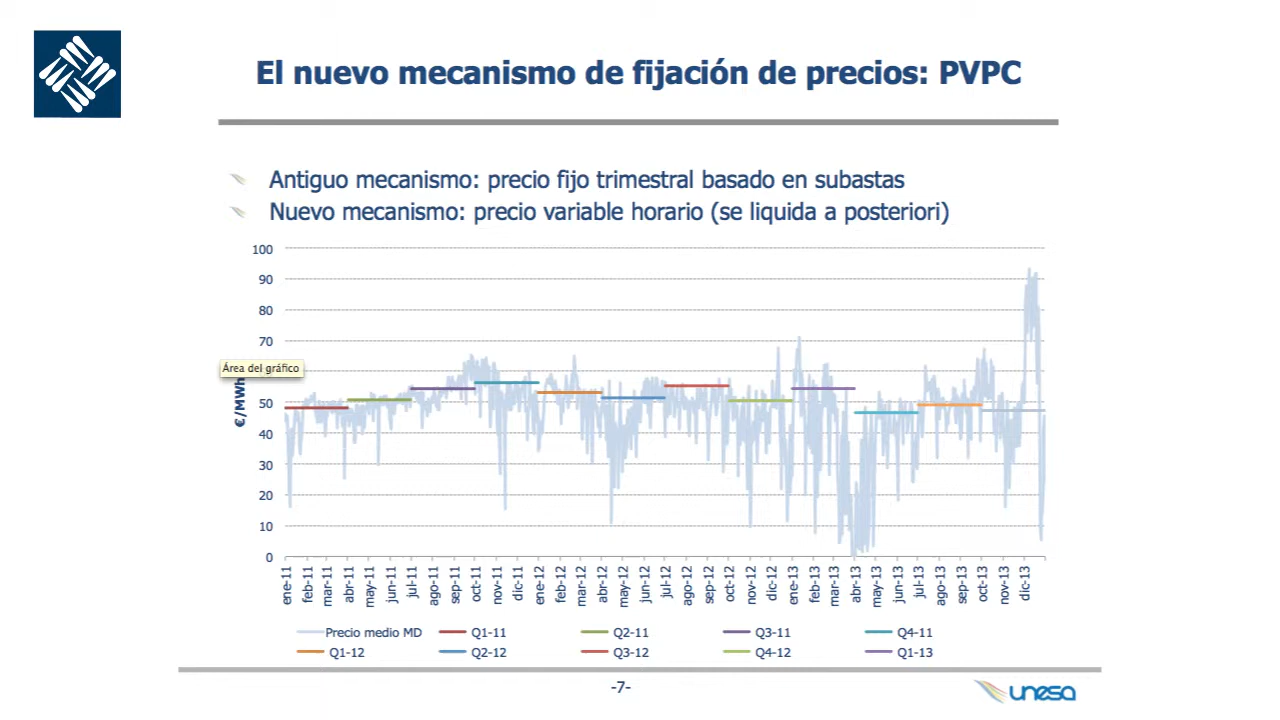 El nuevo mecanismo de fijación de precios: PVPC
Antiguo mecanismo: precio fijo trimestral basado en subastas
Nuevo mecanismo: precio variable horario (se liquida a posteriori)
100
90
80
70
Área del gráfico
€/MWh
50
40
30
20
10
0
ene-11 feb-11 mar-11 abr-11 may-11 jun-11 jul-11 ago-11 sep-11 oct-11 nov-11 dic-11 ene-12 feb-12 mar-12 abr-12 may-12 jun-12 jul-12 ago-12 sep-12 oct-12 nov-12 dic-12 ene-13 feb-13 mar-13 abr-13 may-13 jun-13 jul-13 ago-13 sep-13 oct-13 nov-13 dic-13
Precio medio MD Q1-11 Q2-11 Q3-11 Q4-11
Q1-12 Q2-12 Q3-12 Q4-12 Q1-13
-7-
unesa